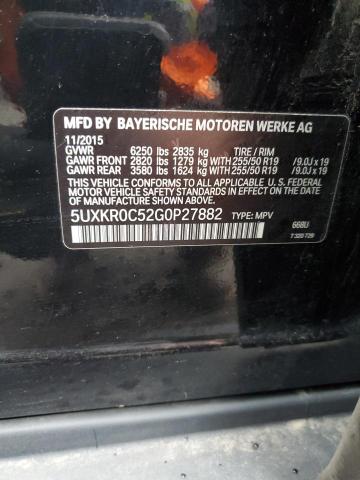 MFD BY BAYERISCHE MOTOREN WERKE AG
11/2015
GVWR 6250 lbs 2835 kg TIRE / RIM
GAWR FRONT 2820 lbs 1279 kg WITH 255/50 R19 /9.0J x 19
GAWR REAR 3580 lbs 1624 kg WITH 255/50 R19 /9.0J x 19
THIS VEHICLE CONFORMS TO ALL APPLICABLE U.S. FEDERAL
MOTOR VEHICLE SAFETY STANDARDS IN EFFECT ON THE DATE
OF MANUFACTURE SHOWN ABOVE.
5UXKR0C52G0P27882 TYPE: MPV
668U
7 320 729